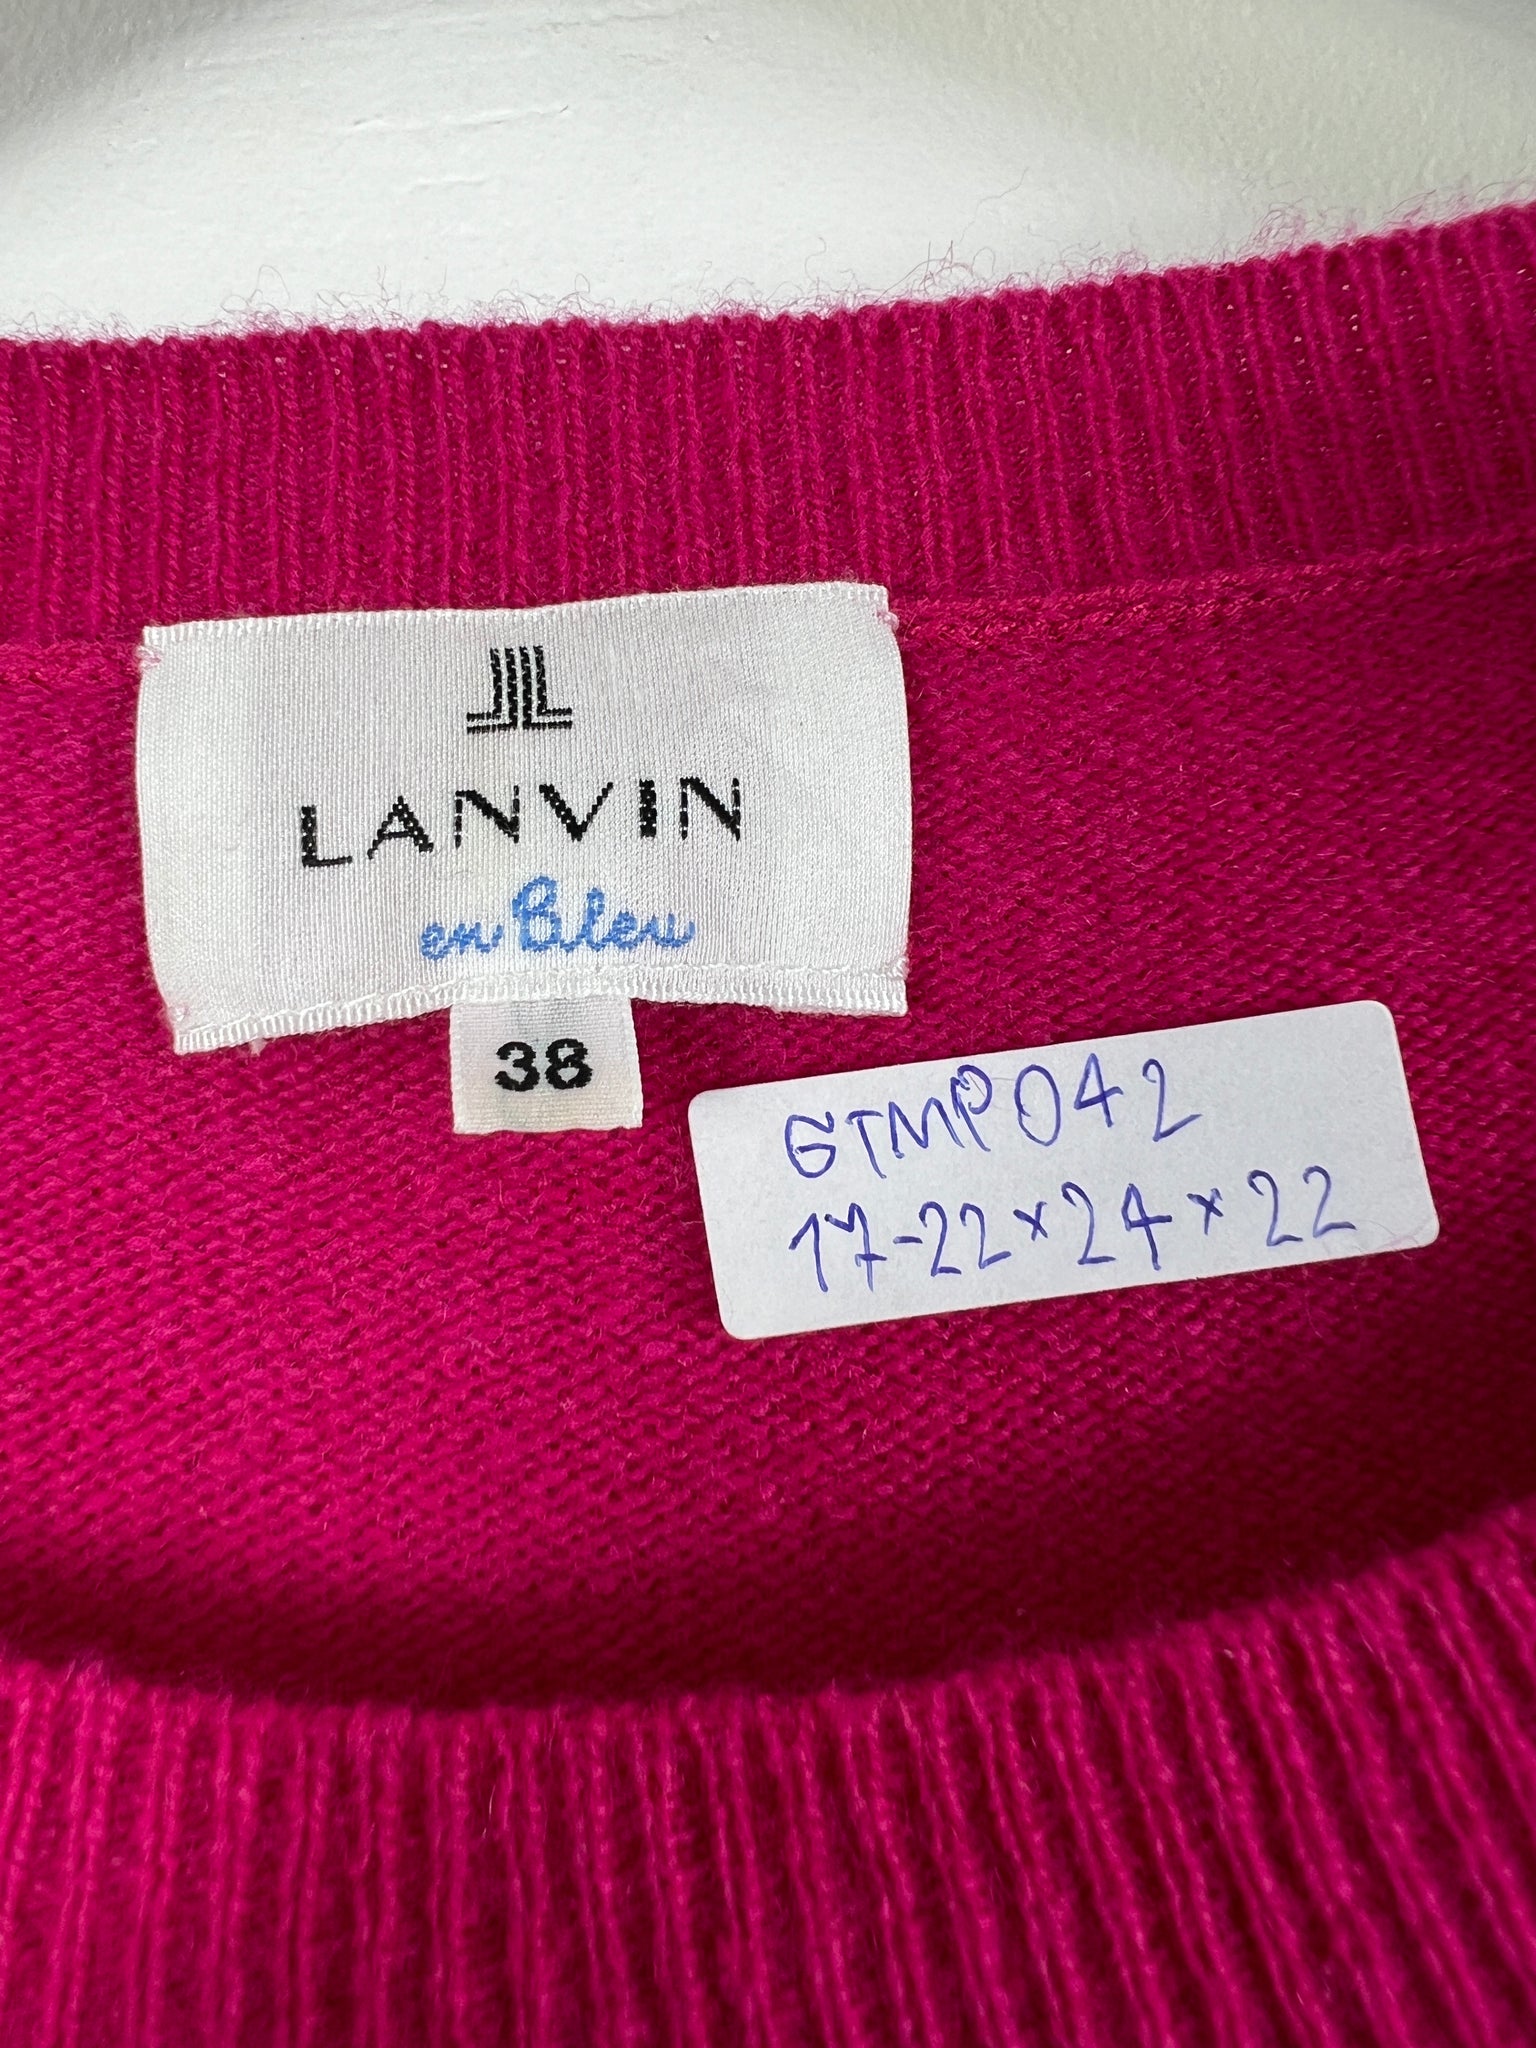 LANVIN
en Bleu
38
GTMP042
17-22×24×22